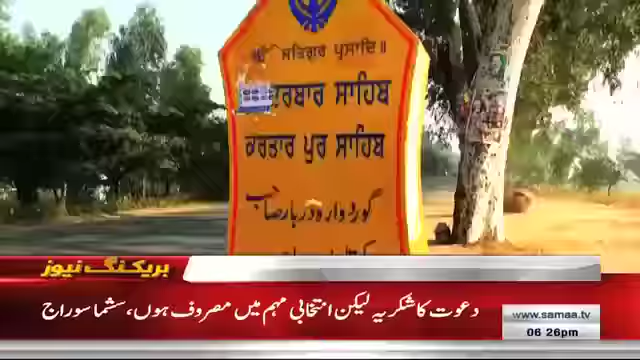 ੴ ਸਤਿਗੁਰ ਪ੍ਰਸਾਦਿ॥
ਦਰਬਾਰ ਸਾਹਿਬ
ਕਰਤਾਰ ਪੁਰ ਸਾਹਿਬ
گوردوارہ دربار صاحب
بریکنگ نیوز
دعوت کا شکریہ لیکن انتخابی مہم میں مصروف ہوں، سشما سوراج
www.samaa.tv
06:26pm